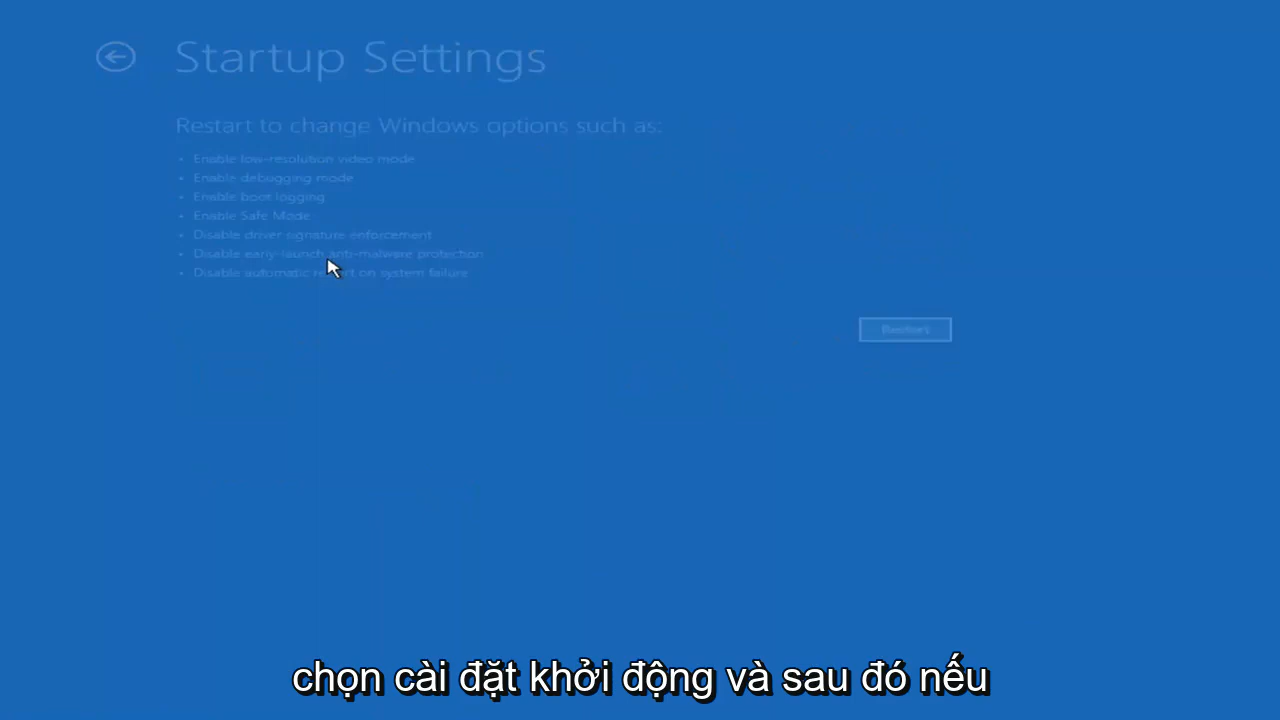 Startup Settings
Restart to change Windows options such as:
• Enable low-resolution video mode
• Enable debugging mode
• Enable boot logging
• Enable Safe Mode
• Disable driver signature enforcement
• Disable early-launch anti-malware protection
• Disable automatic restart on system failure
Restart
chọn cài đặt khởi động và sau đó nếu